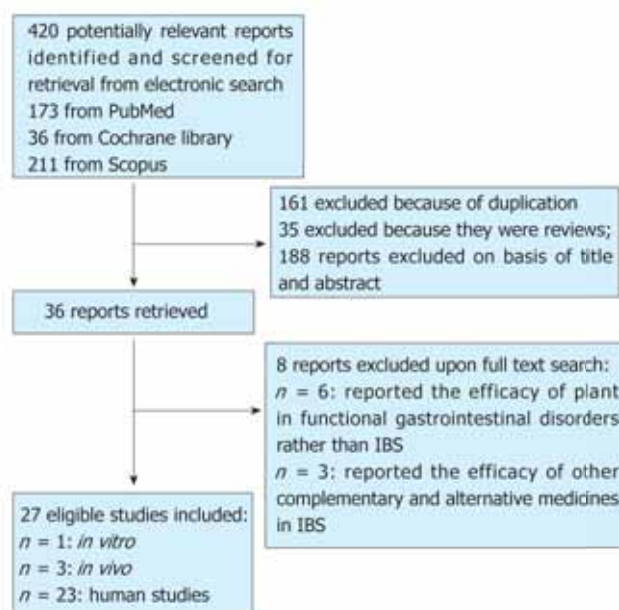 420 potentially relevant reports
identified and screened for
retrieval from electronic search
173 from PubMed
36 from Cochrane library
211 from Scopus
161 excluded because of duplication
35 excluded because they were reviews;
188 reports excluded on basis of title
and abstract
36 reports retrieved
8 reports excluded upon full text search:
n = 6: reported the efficacy of plant
in functional gastrointestinal disorders
rather than IBS
n = 3: reported the efficacy of other
complementary and alternative medicines
in IBS
27 eligible studies included:
n = 1: in vitro
n = 3: in vivo
n = 23: human studies